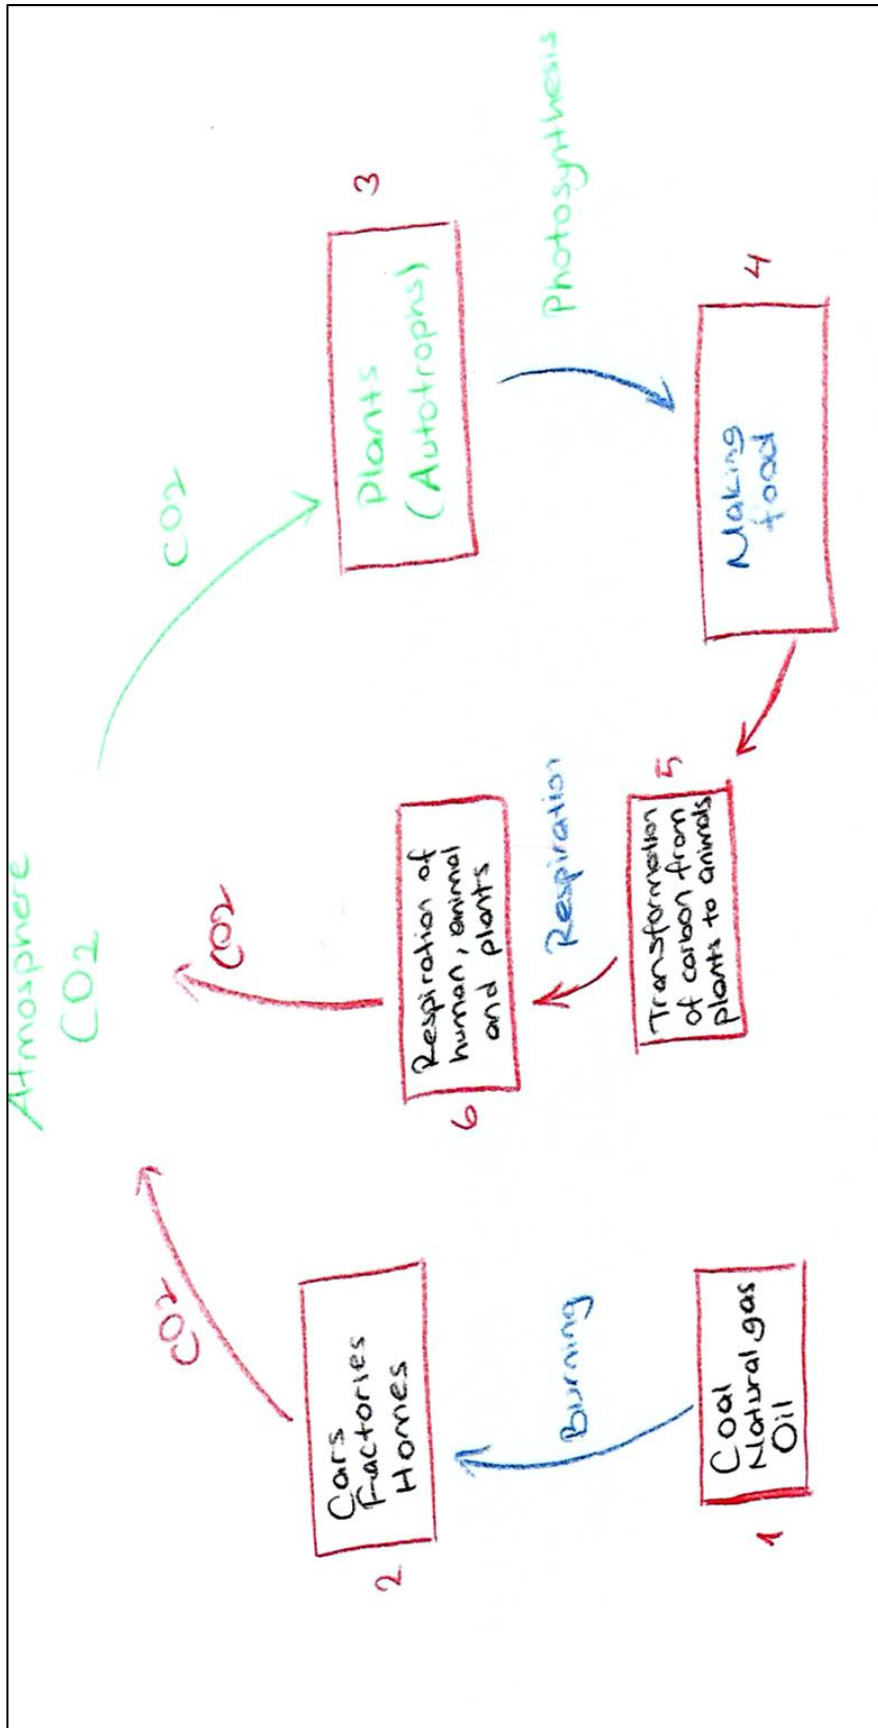 Atmosphere
CO2
CO2
CO2
CO2
2
Cars
Factories
Homes
6
Respiration of
human, animal
and plants
Plants
(Autotrophs)
3
Burning
Respiration
Photosynthesis
1
Coal
Natural gas
Oil
Transformation
of carbon from
plants to animals
5
Making
food
4